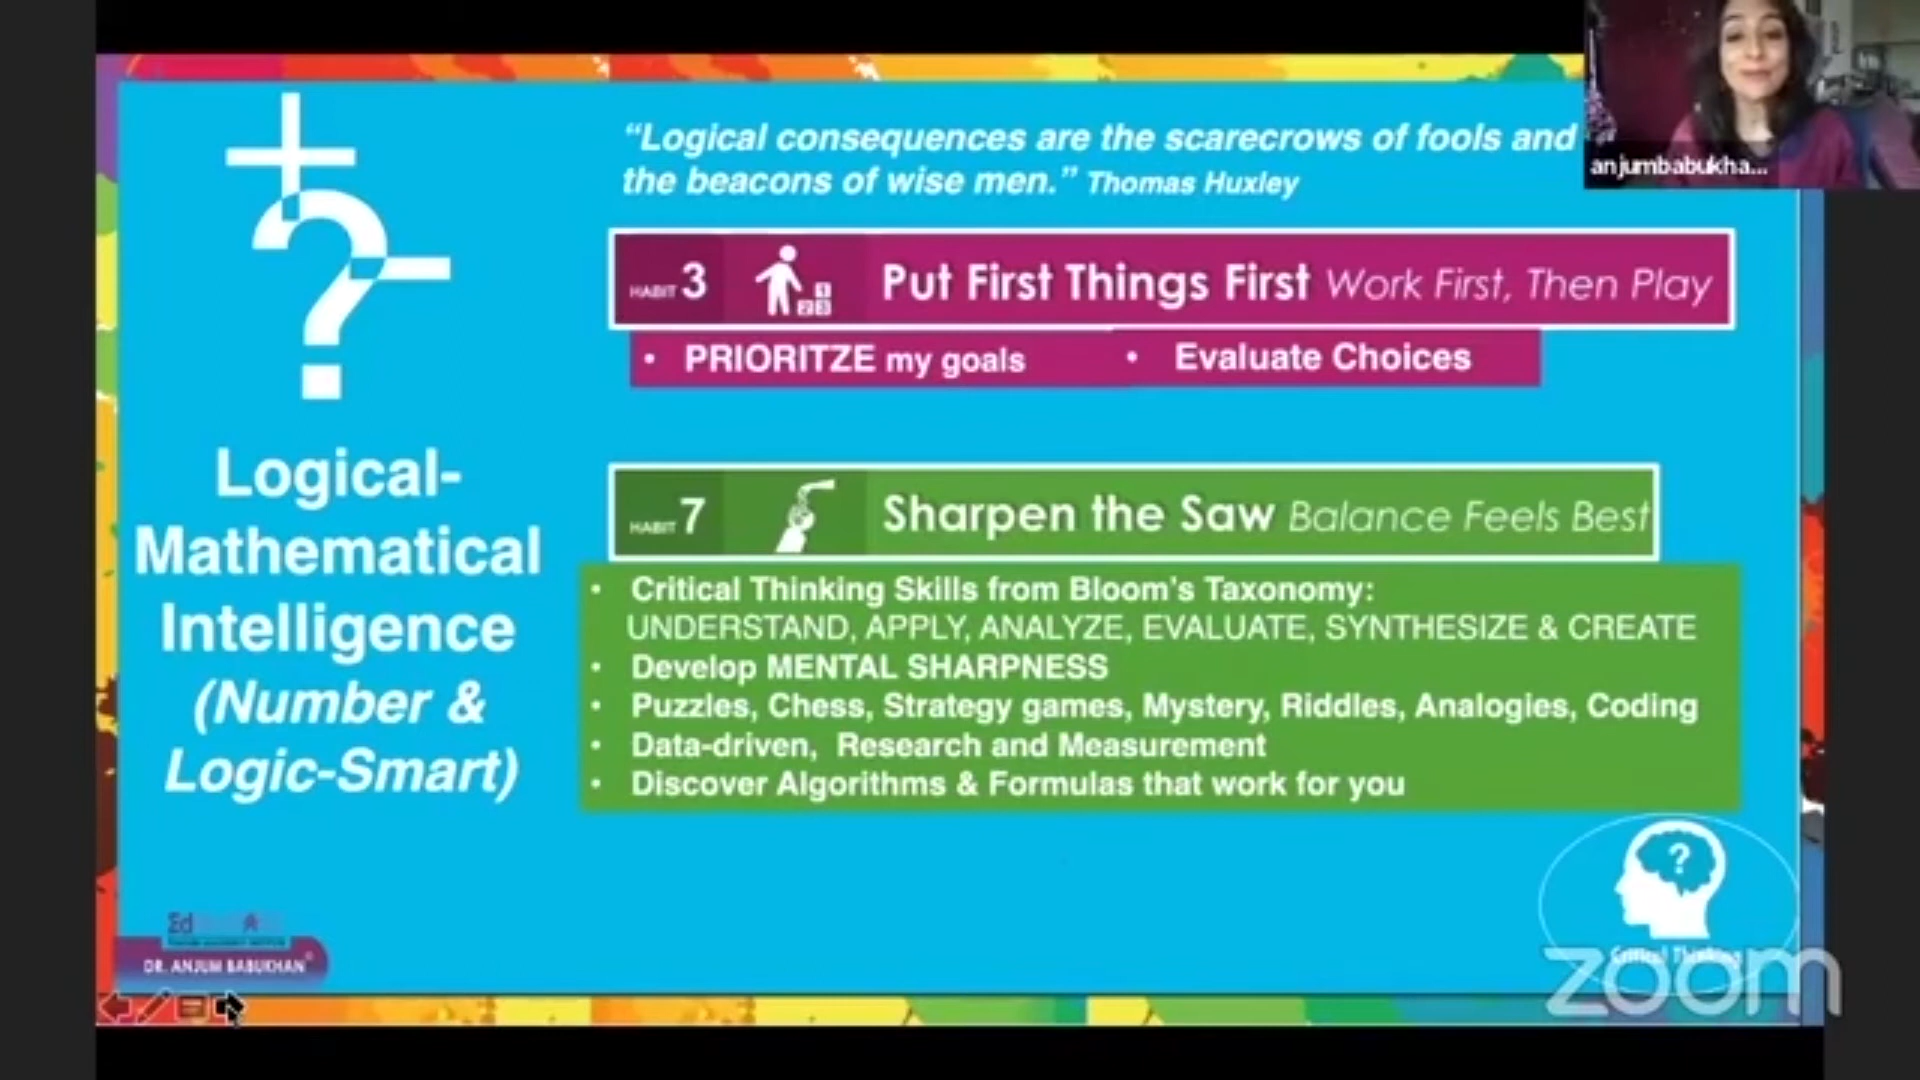 “Logical consequences are the scarecrows of fools and
the beacons of wise men.” Thomas Huxley
anjumbabukha...
HABIT 3 Put First Things First Work First, Then Play
• PRIORITZE my goals • Evaluate Choices
Logical-
Mathematical
Intelligence
(Number &
Logic-Smart)
HABIT 7 Sharpen the Saw Balance Feels Best
• Critical Thinking Skills from Bloom's Taxonomy:
UNDERSTAND, APPLY, ANALYZE, EVALUATE, SYNTHESIZE & CREATE
• Develop MENTAL SHARPNESS
• Puzzles, Chess, Strategy games, Mystery, Riddles, Analogies, Coding
• Data-driven, Research and Measurement
• Discover Algorithms & Formulas that work for you
DR. ANJUM BABUKHAN
Critical Thinking
zoom